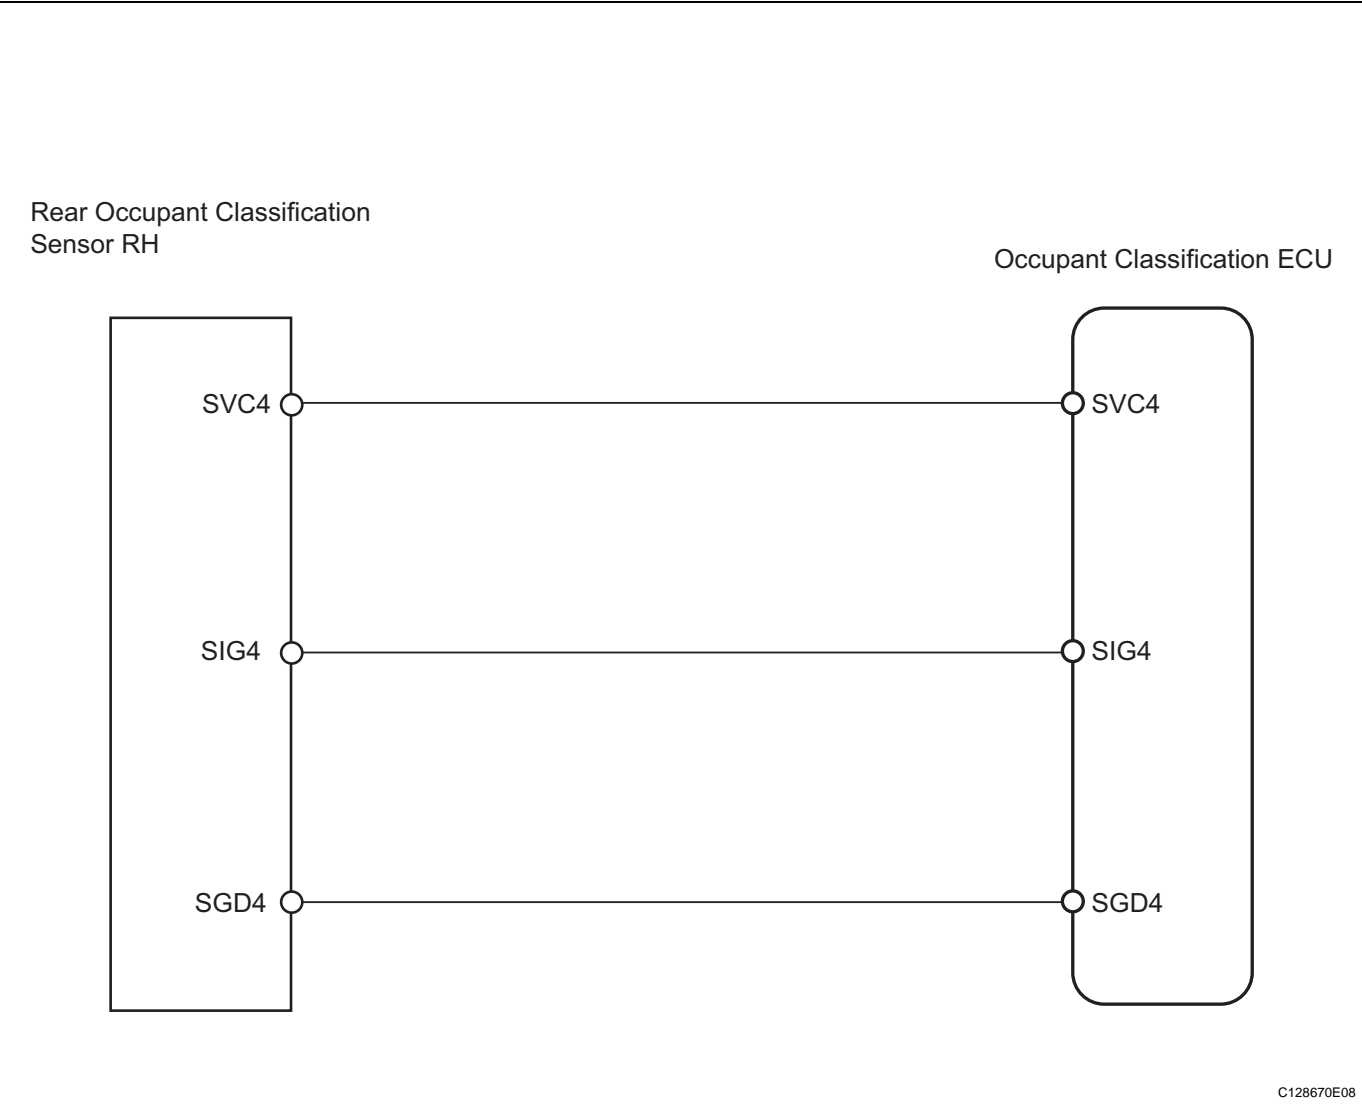 Rear Occupant Classification
Sensor RH
Occupant Classification ECU
SVC4
SVC4
SIG4
SIG4
SGD4
SGD4
C128670E08